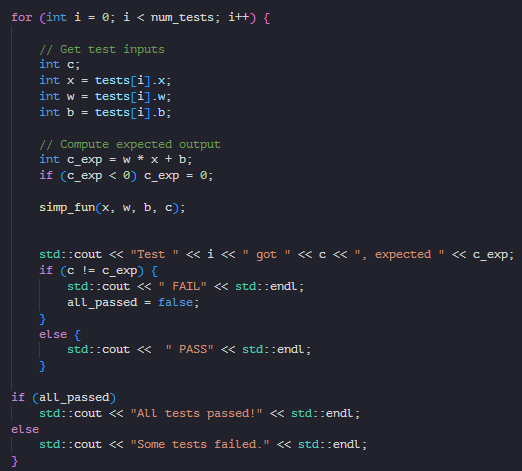 for (int i = 0; i < num_tests; i++) {
// Get test inputs
int c;
int x = tests[i].x;
int w = tests[i].w;
int b = tests[i].b;
// Compute expected output
int c_exp = w * x + b;
if (c_exp < 0) c_exp = 0;
simp_fun(x, w, b, c);
std::cout << "Test " << i << " got " << c << ", expected " << c_exp;
if (c != c_exp) {
std::cout << " FAIL" << std::endl;
all_passed = false;
}
else {
std::cout <<  " PASS" << std::endl;
}
if (all_passed)
std::cout << "All tests passed!" << std::endl;
else
std::cout << "Some tests failed." << std::endl;
}